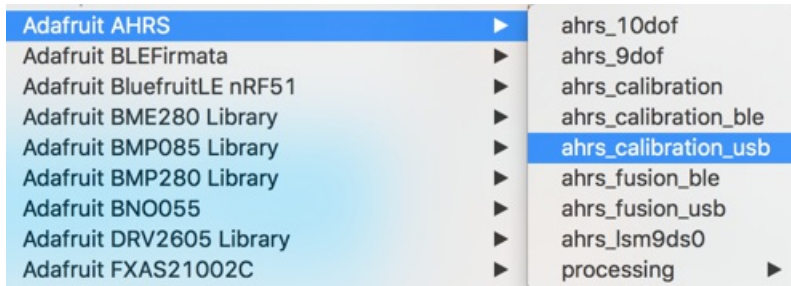 Adafruit AHRS
Adafruit BLEFirmata
Adafruit BluefruitLE nRF51
Adafruit BME280 Library
Adafruit BMP085 Library
Adafruit BMP280 Library
Adafruit BNO055
Adafruit DRV2605 Library
Adafruit FXAS21002C
ahrs_10dof
ahrs_9dof
ahrs_calibration
ahrs_calibration_ble
ahrs_calibration_usb
ahrs_fusion_ble
ahrs_fusion_usb
ahrs_lsm9ds0
processing